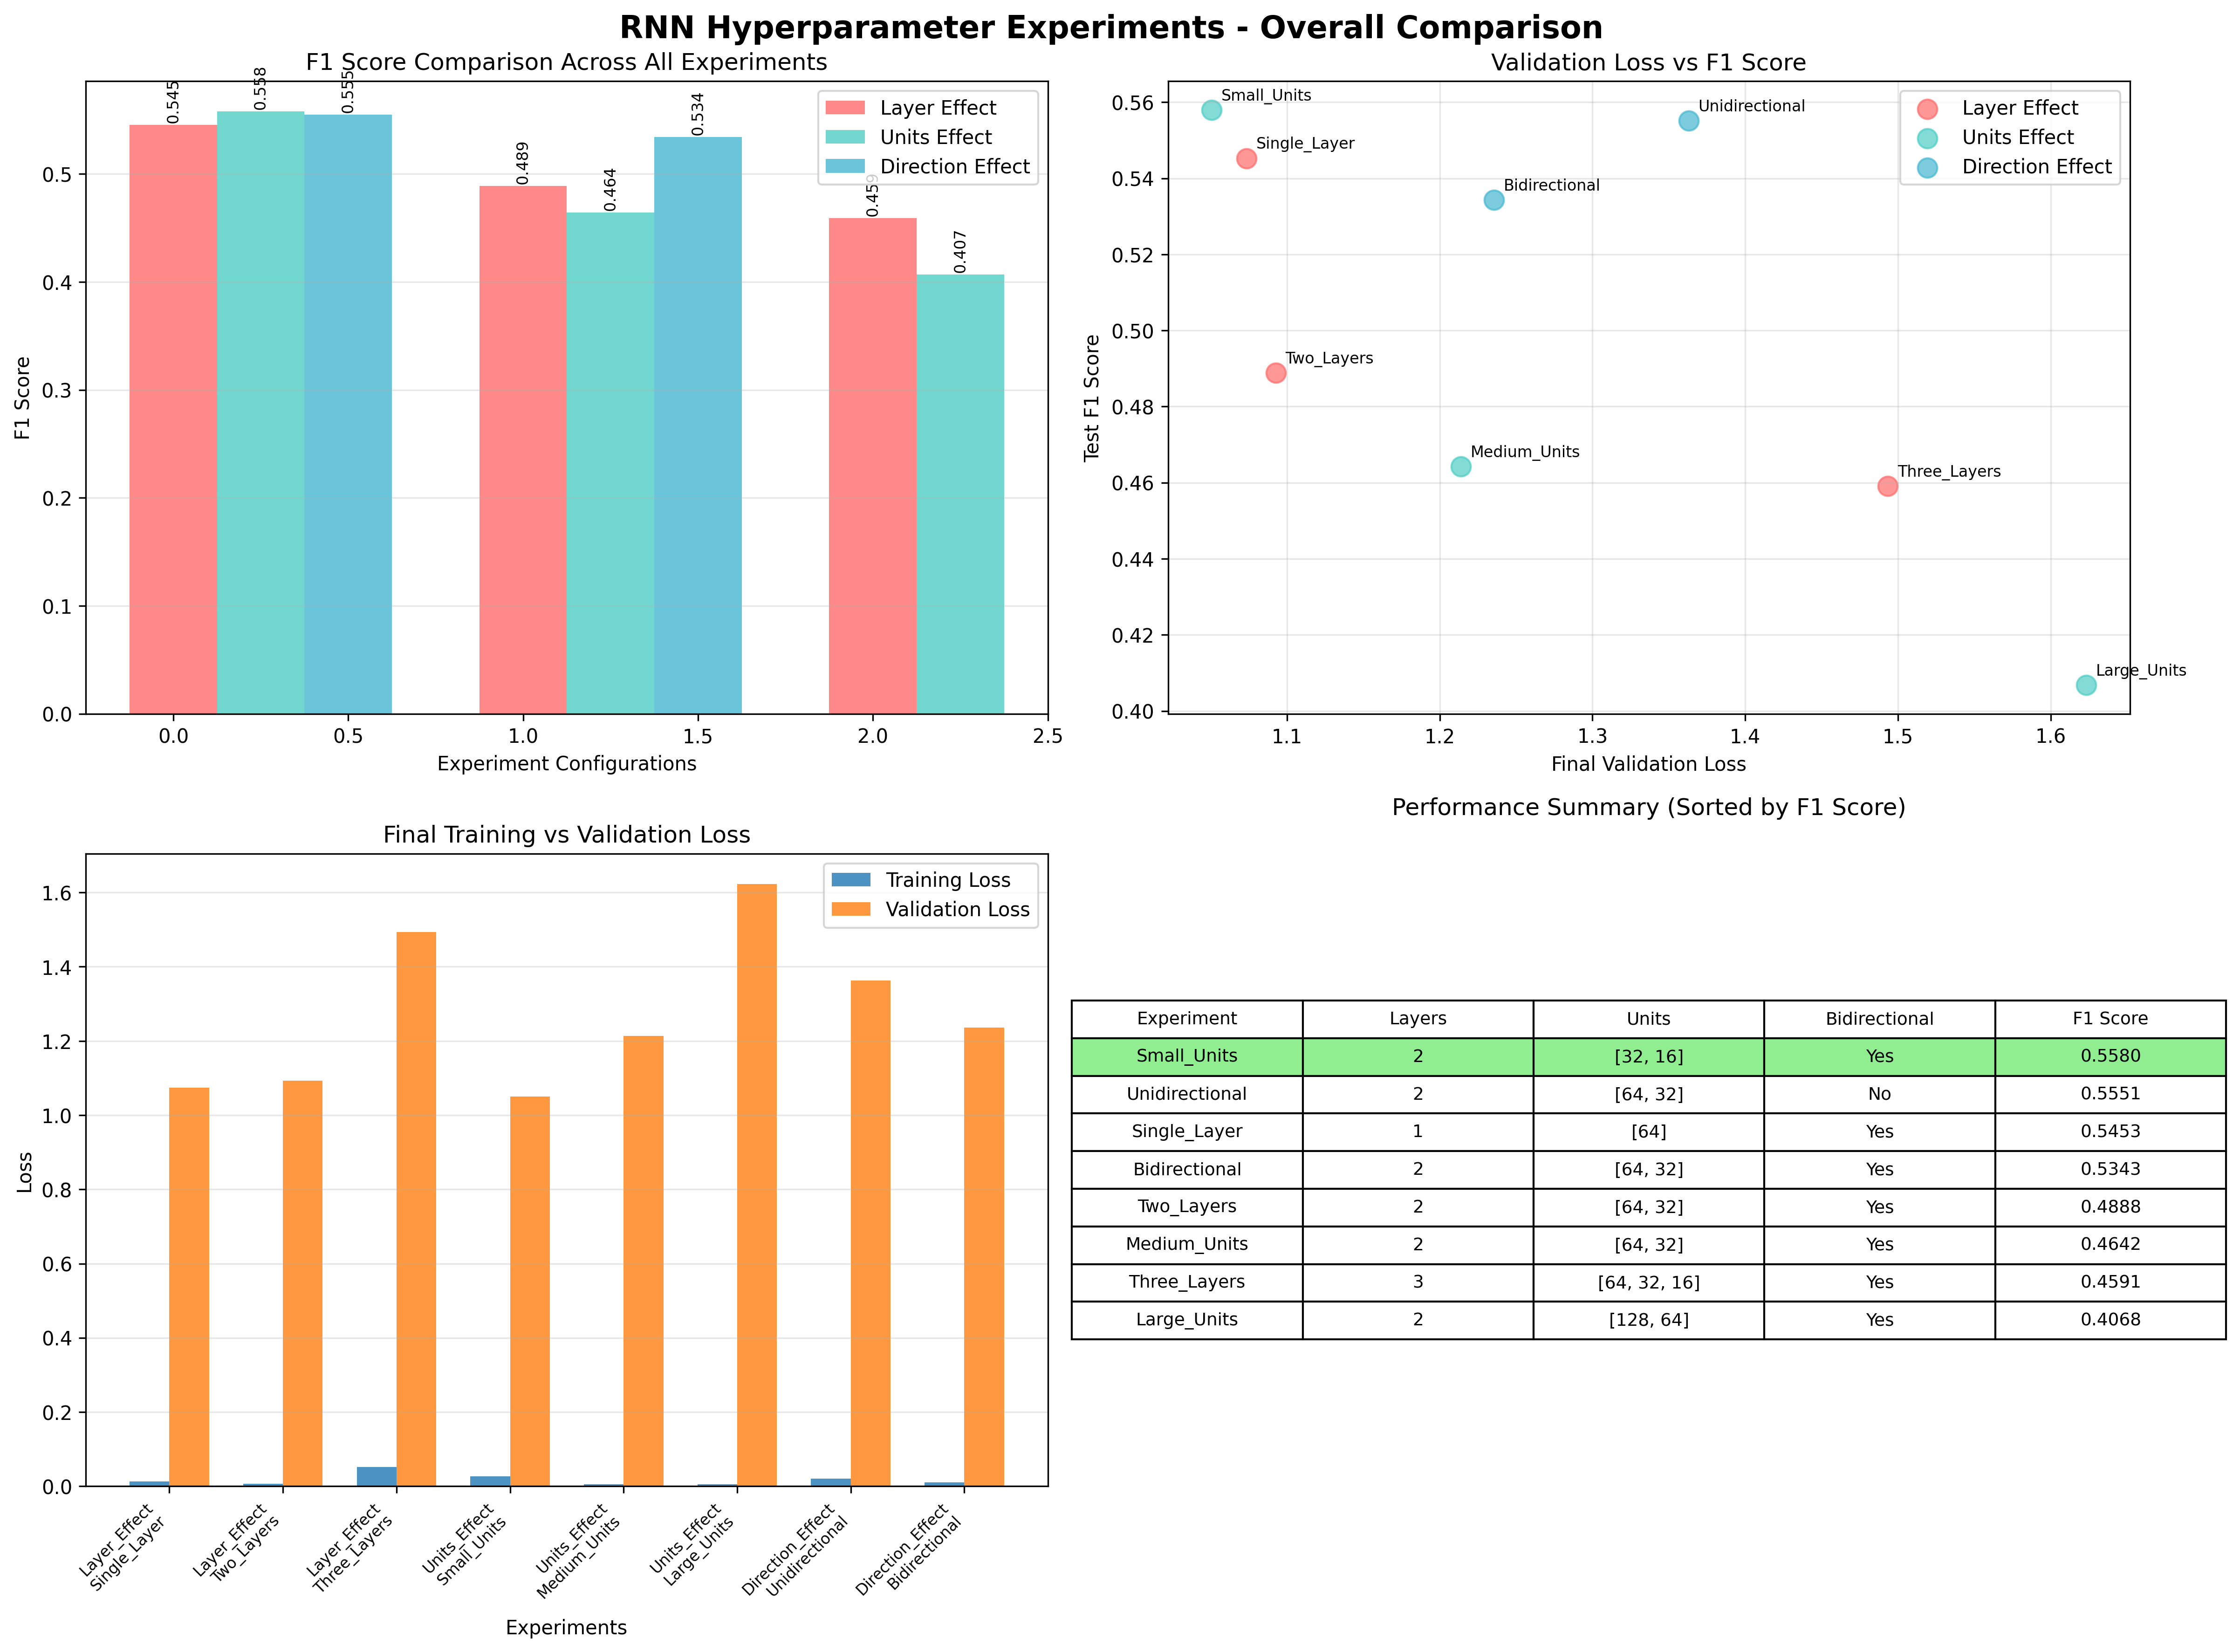 RNN Hyperparameter Experiments - Overall Comparison
F1 Score Comparison Across All Experiments
0.545
0.558
0.555
0.489
0.464
0.534
0.459
0.407
Layer Effect
Units Effect
Direction Effect
F1 Score
0.5
0.4
0.3
0.2
0.1
0.0
0.0 0.5 1.0 1.5 2.0 2.5
Experiment Configurations
Validation Loss vs F1 Score
Small_Units
Unidirectional
Single_Layer
Bidirectional
Two_Layers
Medium_Units
Three_Layers
Large_Units
Layer Effect
Units Effect
Direction Effect
Test F1 Score
0.56
0.54
0.52
0.50
0.48
0.46
0.44
0.42
0.40
1.1 1.2 1.3 1.4 1.5 1.6
Final Validation Loss
Final Training vs Validation Loss
Training Loss
Validation Loss
Loss
1.6
1.4
1.2
1.0
0.8
0.6
0.4
0.2
0.0
Layer_Effect
Single_Layer
Layer_Effect
Two_Layers
Layer_Effect
Three_Layers
Units_Effect
Small_Units
Units_Effect
Medium_Units
Units_Effect
Large_Units
Direction_Effect
Unidirectional
Direction_Effect
Bidirectional
Experiments
Performance Summary (Sorted by F1 Score)
Experiment Layers Units Bidirectional F1 Score
Small_Units 2 [32, 16] Yes 0.5580
Unidirectional 2 [64, 32] No 0.5551
Single_Layer 1 [64] Yes 0.5453
Bidirectional 2 [64, 32] Yes 0.5343
Two_Layers 2 [64, 32] Yes 0.4888
Medium_Units 2 [64, 32] Yes 0.4642
Three_Layers 3 [64, 32, 16] Yes 0.4591
Large_Units 2 [128, 64] Yes 0.4068